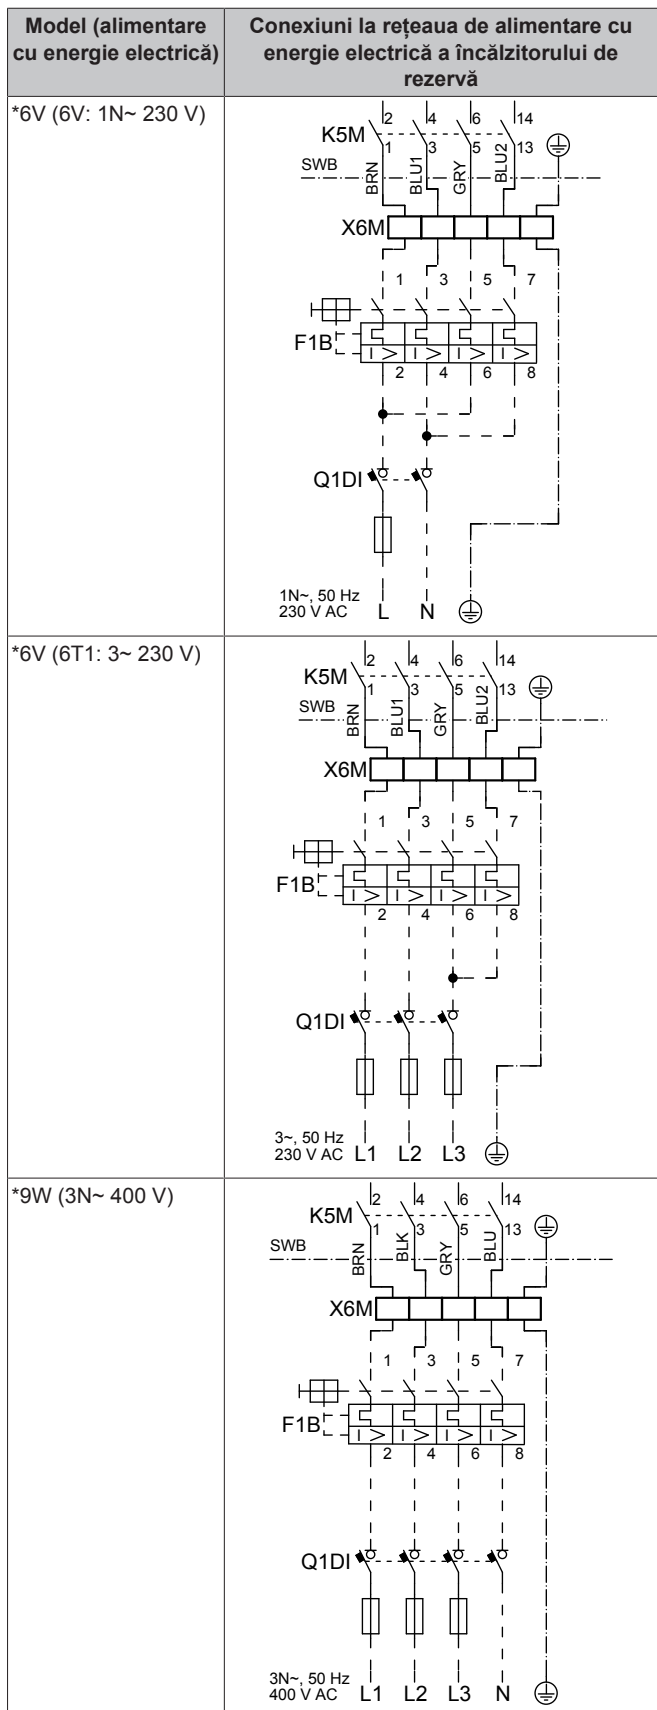 Model (alimentare
cu energie electrică)
Conexiuni la rețeaua de alimentare cu
energie electrică a încălzitorului de
rezervă
*6V (6V: 1N~ 230 V)
2 4 6 14
K5M
1 3 5 13
SWB
BRN BLU1 GRY BLU2
X6M
1 3 5 7
F1B
I > I > I > I >
2 4 6 8
Q1DI
1N~, 50 Hz
230 V AC
L N
*6V (6T1: 3~ 230 V)
2 4 6 14
K5M
1 3 5 13
SWB
BRN BLU1 GRY BLU2
X6M
1 3 5 7
F1B
I > I > I > I >
2 4 6 8
Q1DI
3~, 50 Hz
230 V AC
L1 L2 L3
*9W (3N~ 400 V)
2 4 6 14
K5M
1 3 5 13
SWB
BRN BLK GRY BLU
X6M
1 3 5 7
F1B
I > I > I > I >
2 4 6 8
Q1DI
3N~, 50 Hz
400 V AC
L1 L2 L3 N